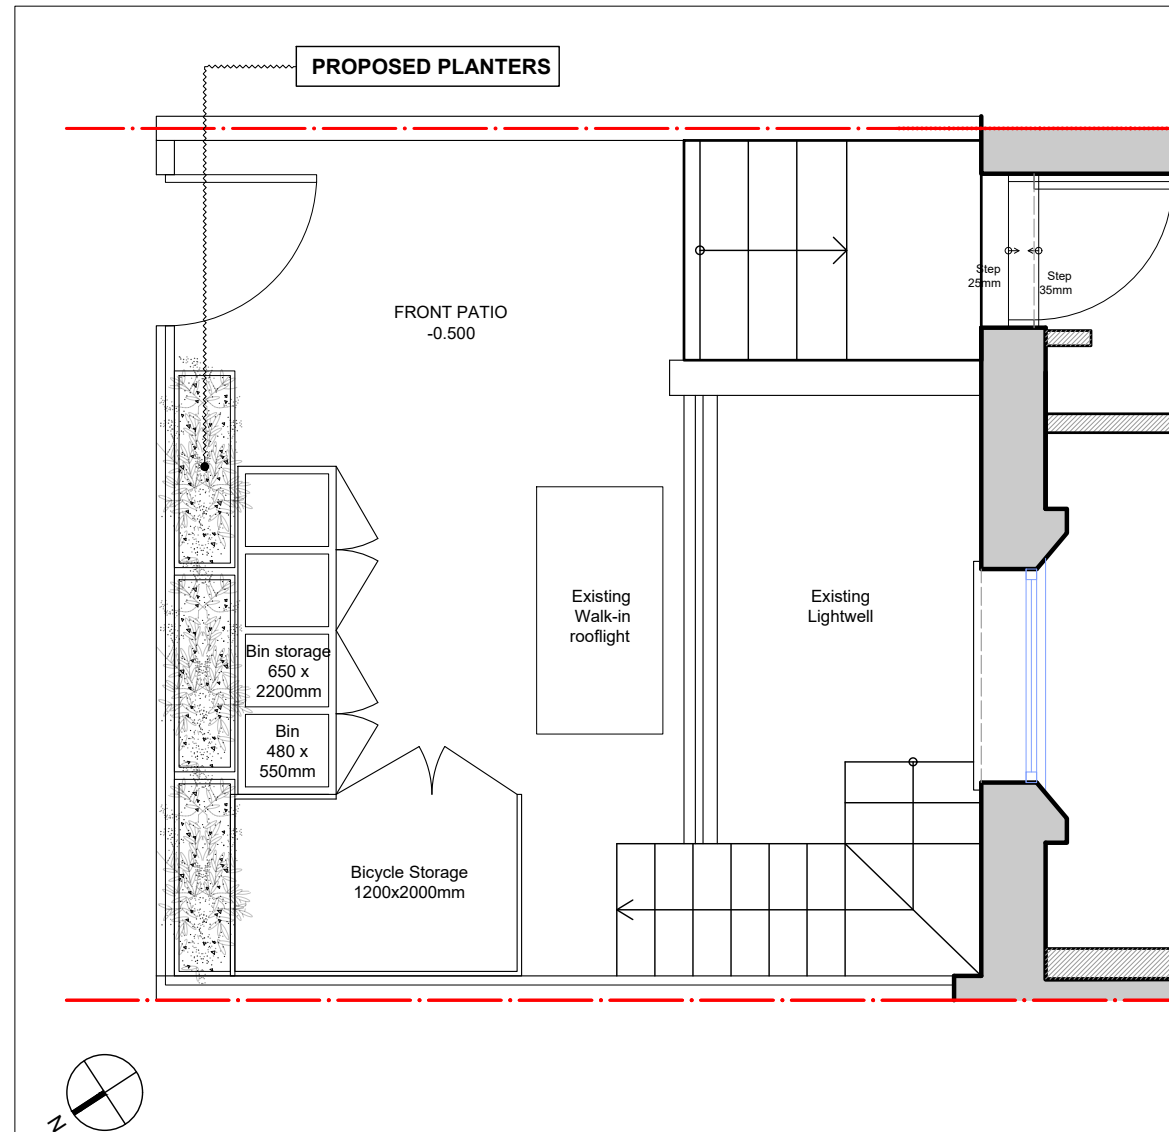 PROPOSED PLANTERS
FRONT PATIO
-0.500
Step
25mm
Step
35mm
Existing
Walk-in
rooflight
Existing
Lightwell
Bin storage
650 x
2200mm
Bin
480 x
550mm
Bicycle Storage
1200x2000mm
N